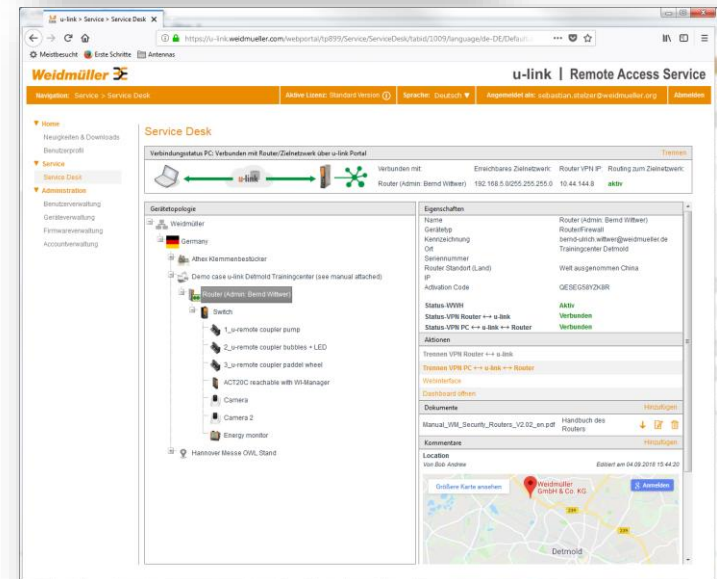 u-link > Service > Service Desk
https://u-link.weidmueller.com/webportal/tp899/Service/ServiceDesk/tabid/1009/language/de-DE/Default
Meistbesucht Erste Schritte Antennas
Weidmüller
u-link | Remote Access Service
Navigation: Service > Service Desk
Aktive Lizenz: Standard Version
Sprache: Deutsch
Angemeldet als: sebastian.stelzer@weidmueller.org
Abmelden
Home
Neuigkeiten & Downloads
Benutzerprofil
Service
Service Desk
Administration
Benutzerverwaltung
Geräteverwaltung
Firmwareverwaltung
Accountverwaltung
Service Desk
Verbindungsstatus PC: Verbunden mit Router/Zielnetzwerk über u-link Portal
Trennen
u-link
Verbunden mit: Erreichbares Zielnetzwerk: Router VPN IP: Routing zum Zielnetzwerk:
Router (Admin: Bernd Wittwer) 192.168.5.0/255.255.255.0 10.44.144.8 aktiv
Gerätetopologie
Weidmüller
Germany
Athex Klemmenbestücher
Demo case u-link Detmold Trainingcenter (see manual attached)
Router (Admin: Bernd Wittwer)
Switch
1_u-remote coupler pump
2_u-remote coupler bubbles + LED
3_u-remote coupler paddel wheel
ACT20C reachable with WI-Manager
Camera
Camera 2
Energy monitor
Hannover Messe OWL Stand
Eigenschaften
Name Router (Admin: Bernd Wittwer)
Gerätetyp Router/Firewall
Kennzeichnung bernd-ulrich.wittwer@weidmueller.de
Ort Trainingcenter Detmold
Seriennummer
Router Standort (Land) Welt ausgenommen China
IP
Activation Code
Status-WWH Aktiv
Status-VPN Router ↔ u-link Verbunden
Status-VPN PC ↔ u-link ↔ Router Verbunden
Aktionen
Trennen VPN Router ↔ u-link
Trennen VPN PC ↔ u-link ↔ Router
Webinterface
Dashboard öffnen
Dokumente Hinzufügen
Manual_WM_Security_Routers_V2.02_en.pdf Handbuch des Routers
Kommentare Hinzufügen
Location
Von Bob Andree Editiert am 04.09.2018 15:44:20
Größere Karte ansehen
Weidmüller GmbH & Co. KG
Anmelden
239
239
Detmold